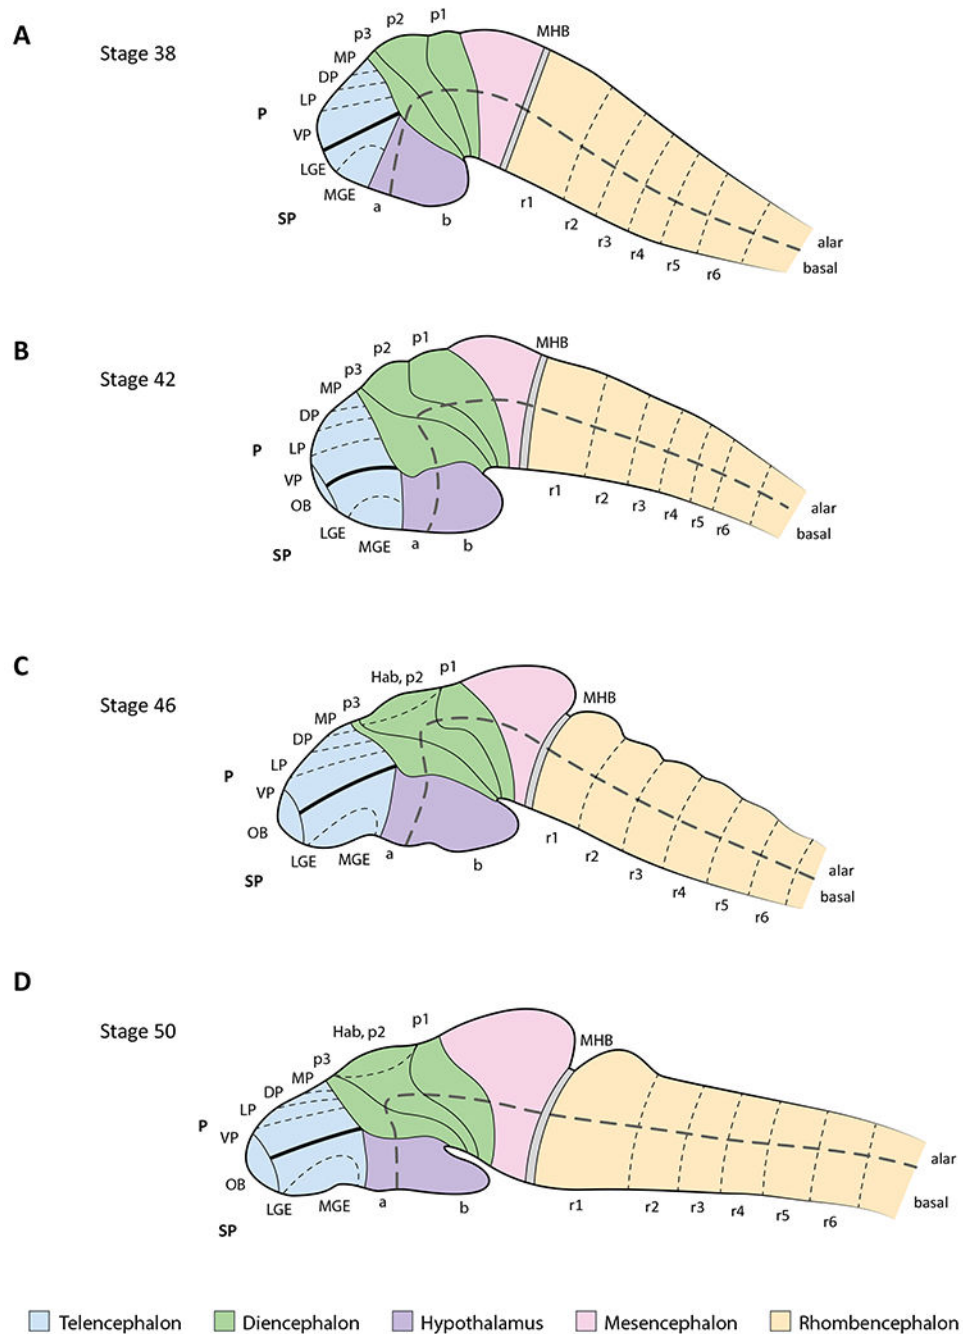 A
Stage 38
p1
p2
p3
MHB
MP
DP
LP
P
VP
LGE
MGE
SP
a
b
r1
r2
r3
r4
r5
r6
alar
basal
B
Stage 42
p1
p2
p3
MHB
MP
DP
LP
P
VP
OB
LGE
MGE
SP
a
b
r1
r2
r3
r4
r5
r6
alar
basal
C
Stage 46
p1
Hab, p2
p3
MHB
MP
DP
LP
P
VP
OB
LGE
MGE
SP
a
b
r1
r2
r3
r4
r5
r6
alar
basal
D
Stage 50
p1
Hab, p2
p3
MHB
MP
DP
LP
P
VP
OB
LGE
MGE
SP
a
b
r1
r2
r3
r4
r5
r6
alar
basal
Telencephalon
Diencephalon
Hypothalamus
Mesencephalon
Rhombencephalon